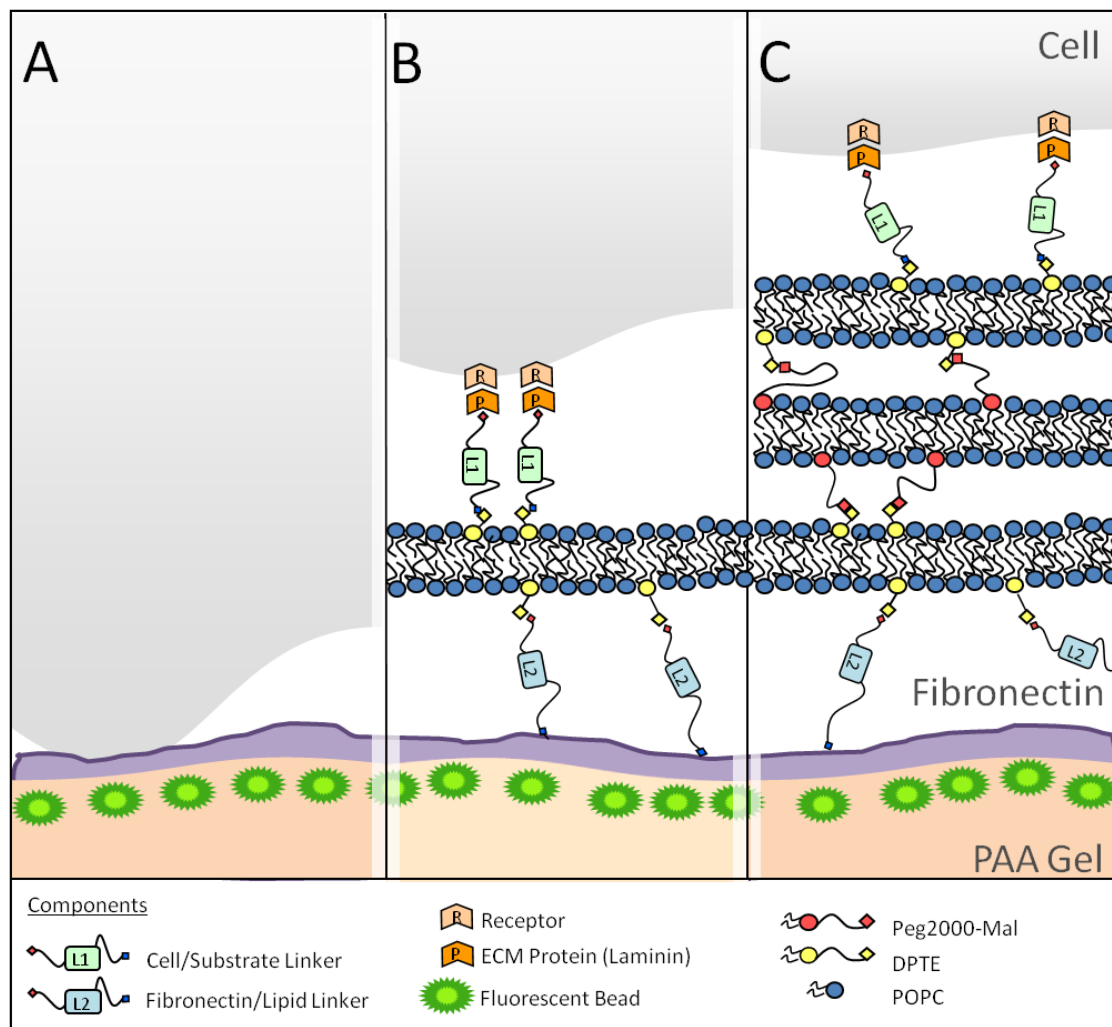 A
B
C
Cell
R
R
P
P
L1
L1
R
R
P
P
L1
L1
L2
L2
L2
L2
Fibronectin
PAA Gel
Components
L1 Cell/Substrate Linker
L2 Fibronectin/Lipid Linker
R Receptor
P ECM Protein (Laminin)
Fluorescent Bead
Peg2000-Mal
DPTE
POPC